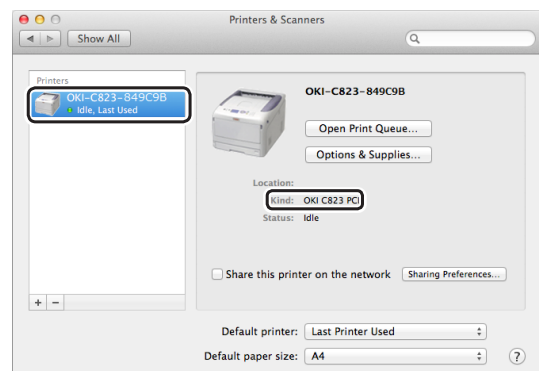 Printers & Scanners
Show All
Printers
OKI-C823-849C9B
Idle, Last Used
OKI-C823-849C9B
Open Print Queue...
Options & Supplies...
Location:
Kind: OKI C823 PCL
Status: Idle
Share this printer on the network Sharing Preferences...
+ −
Default printer: Last Printer Used
Default paper size: A4 ?